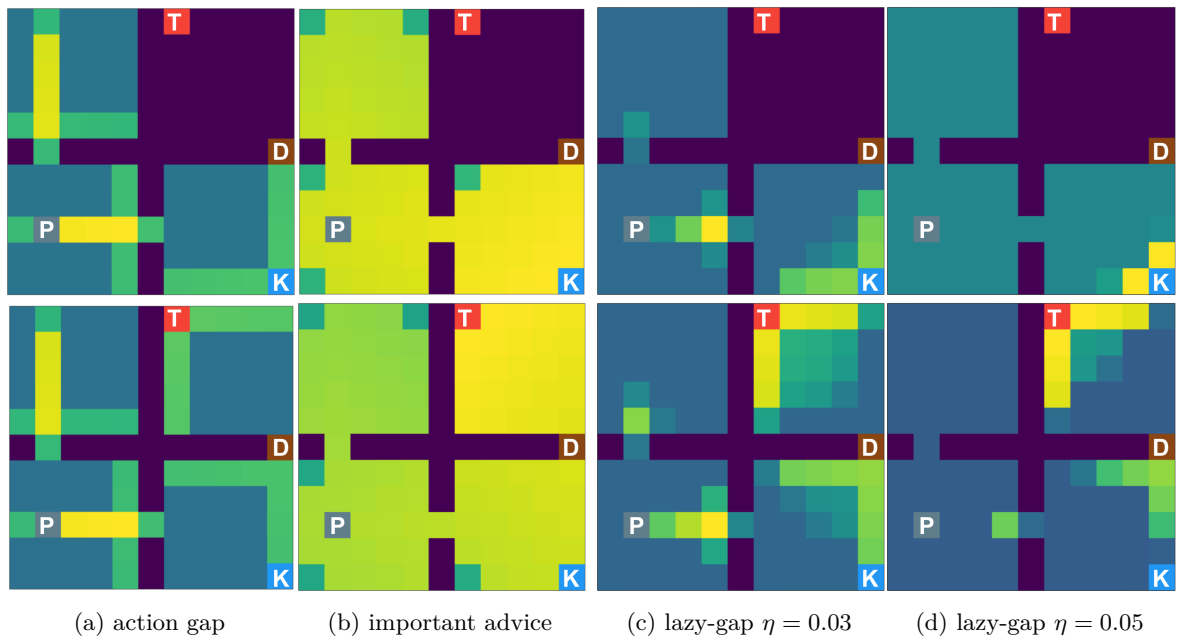 T T T T
D D D D
P P P P
K K K K
T T T T
D D D D
P P P P
K K K K
(a) action gap (b) important advice (c) lazy-gap η = 0.03 (d) lazy-gap η = 0.05